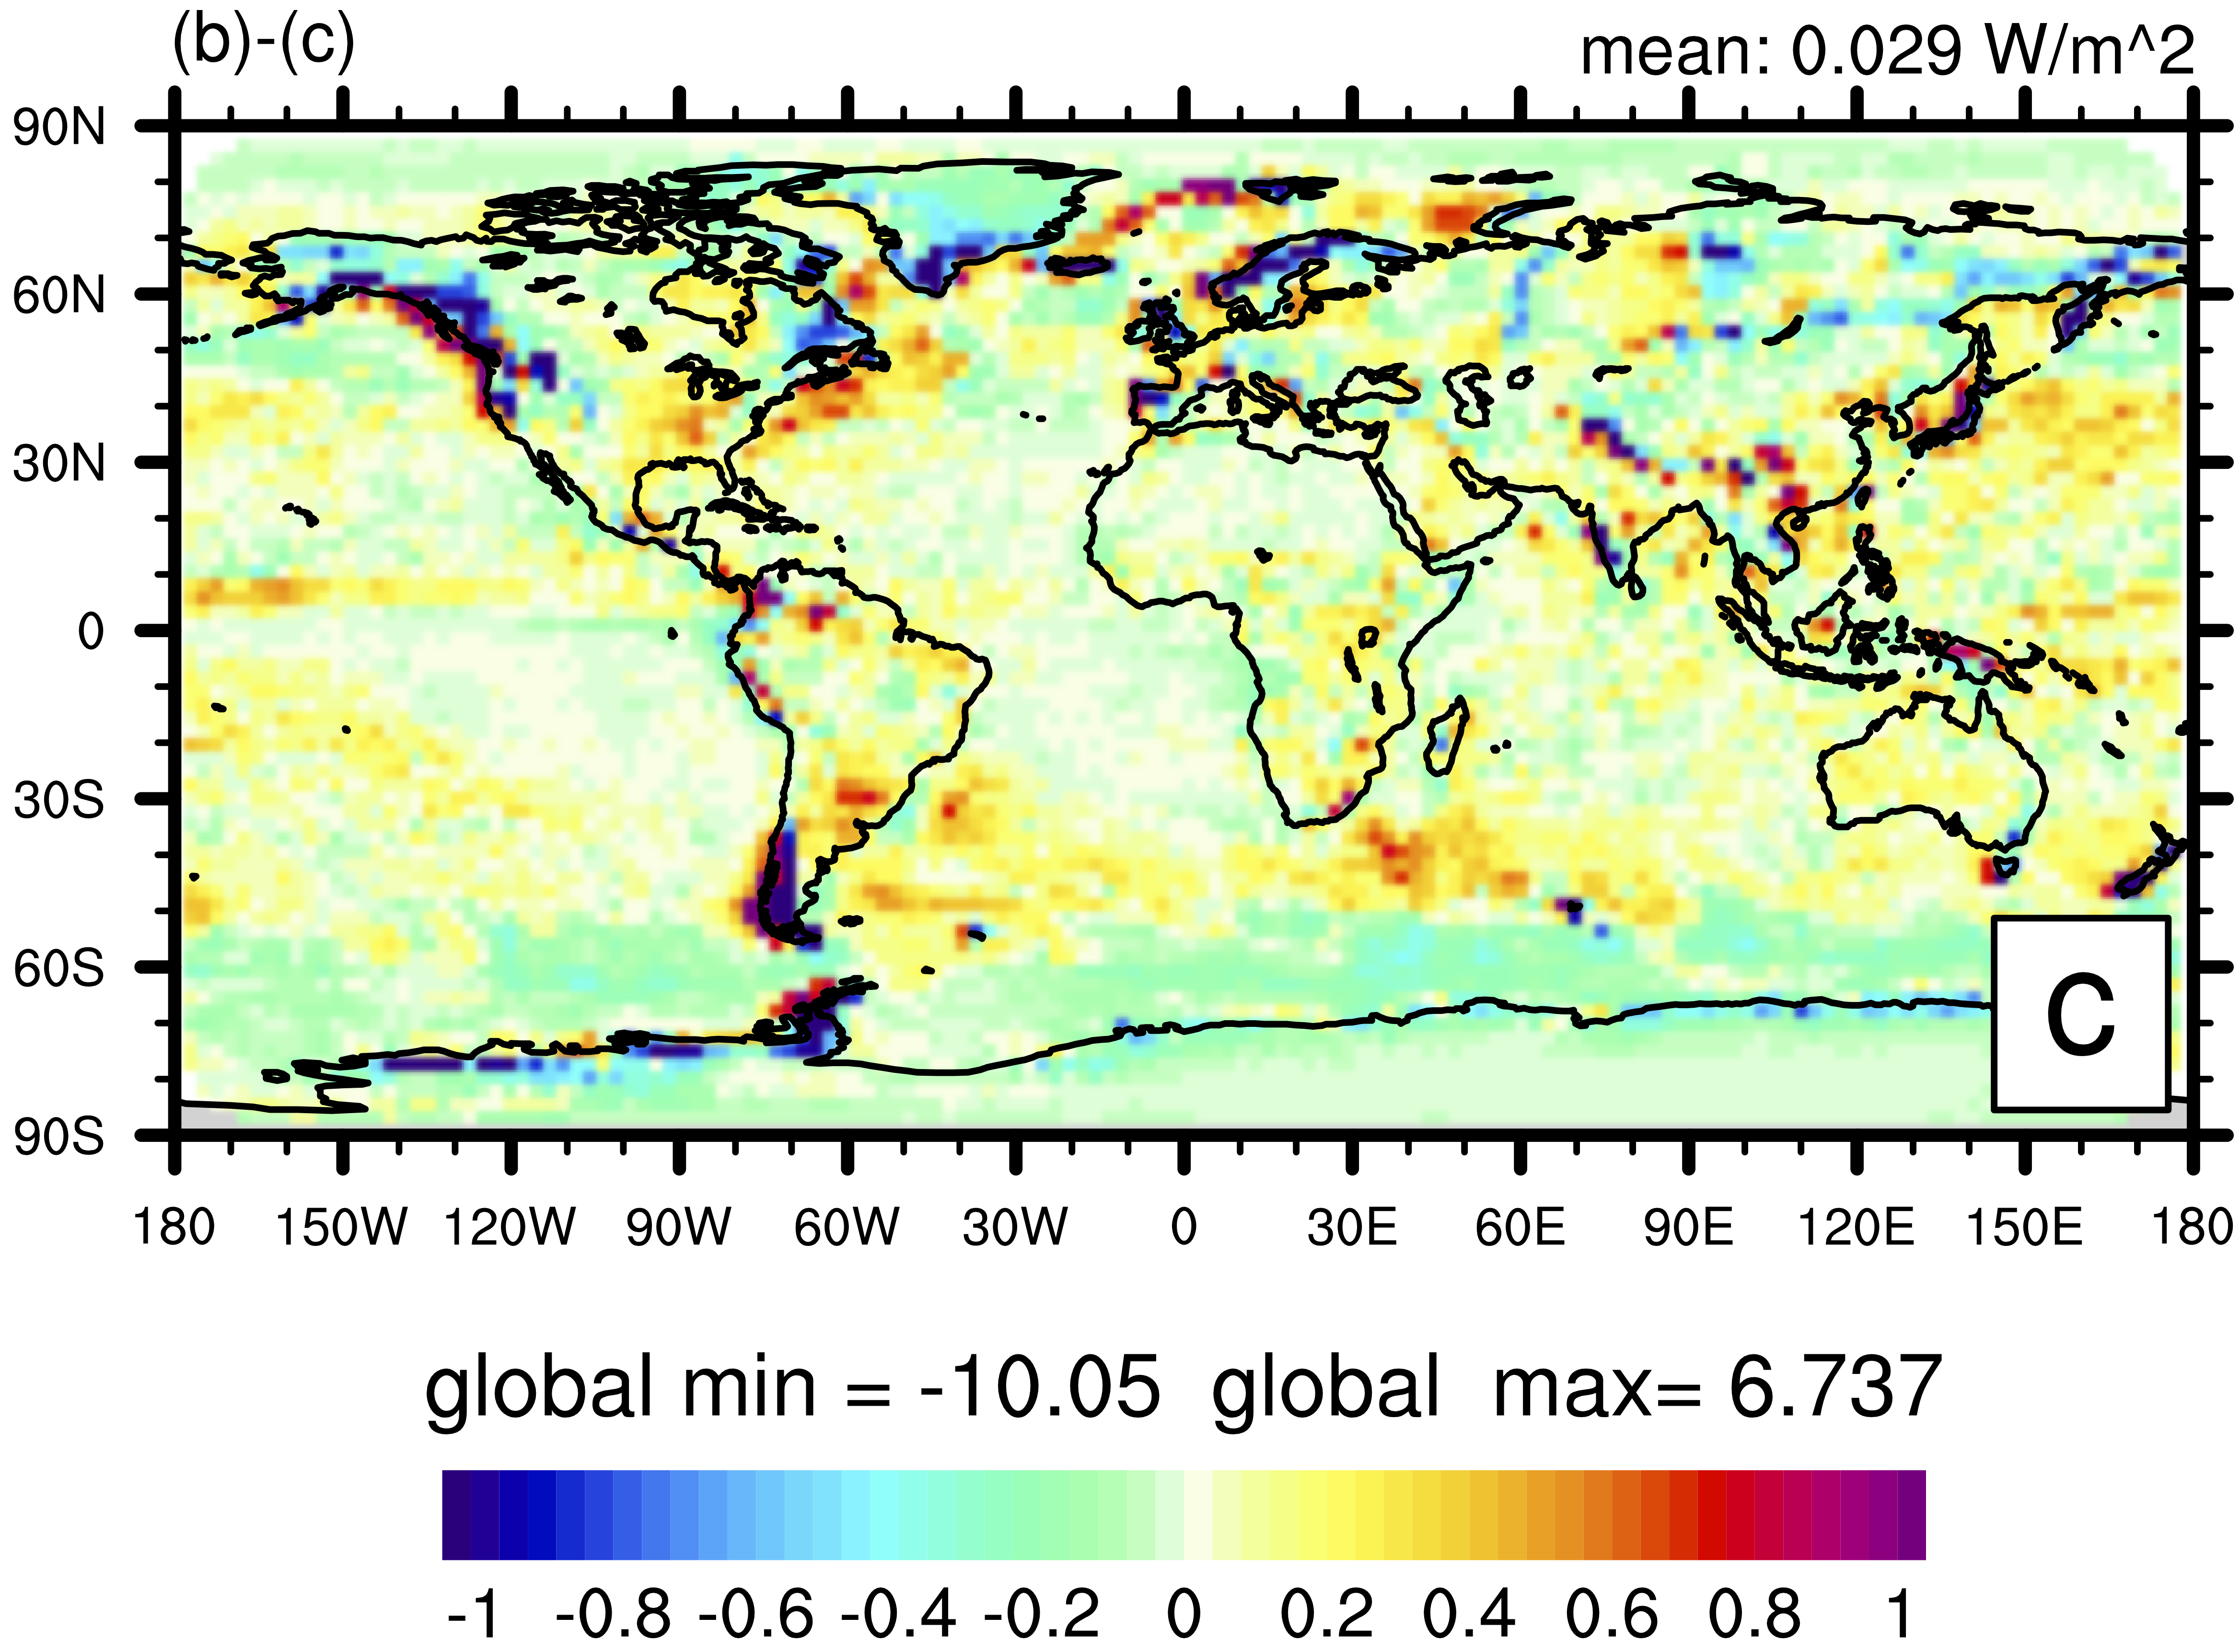 (b)-(c) mean: 0.029 W/m^2
90N
60N
30N
0
30S
60S
90S
C
180 150W 120W 90W 60W 30W 0 30E 60E 90E 120E 150E 180
global min = -10.05 global max= 6.737
-1 -0.8 -0.6 -0.4 -0.2 0 0.2 0.4 0.6 0.8 1